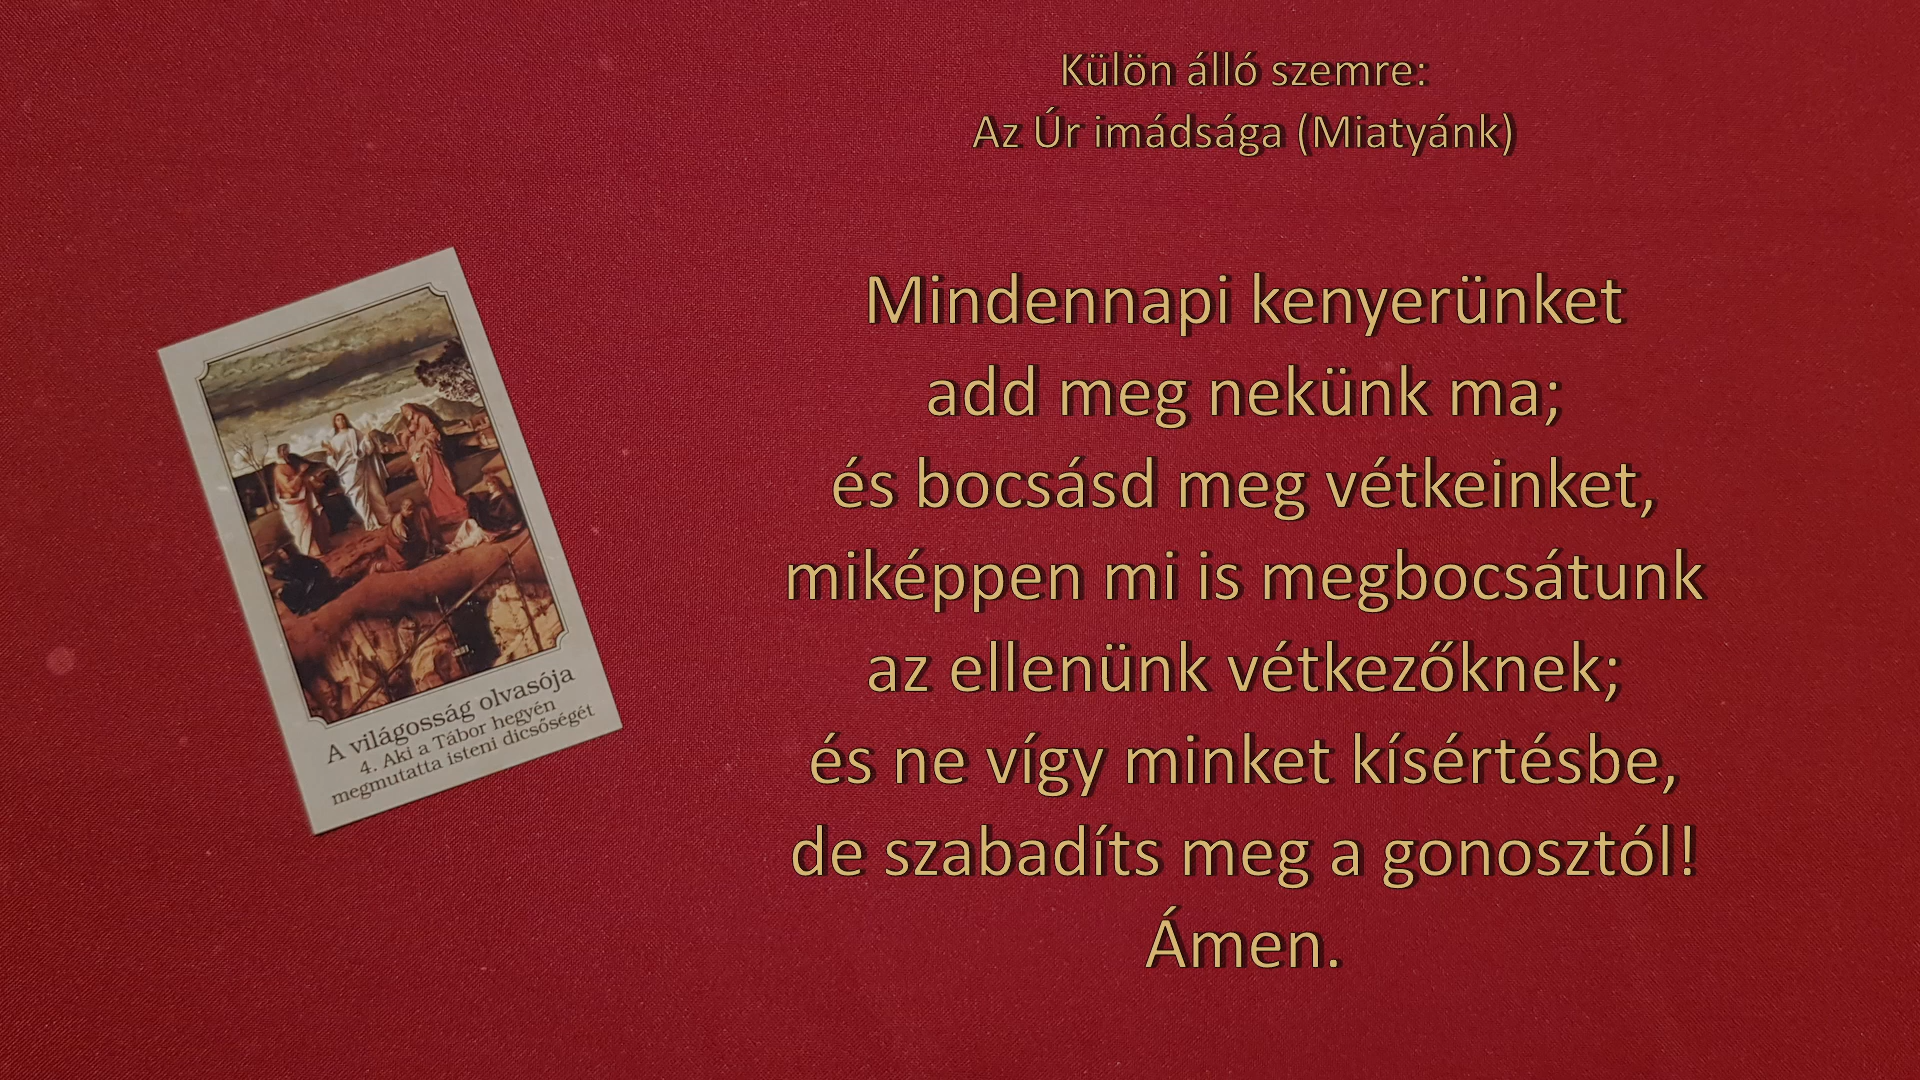 Külön álló szemre:
Az Úr imádsága (Miatyánk)
Mindennapi kenyerünket
add meg nekünk ma;
és bocsásd meg vétkeinket,
miképpen mi is megbocsátunk
az ellenünk vétkezőknek;
és ne vígy minket kísértésbe,
de szabadíts meg a gonosztól!
Ámen.
A világosság olvasója
4. Aki a Tábor hegyén
megmutatta isteni dicsőségét